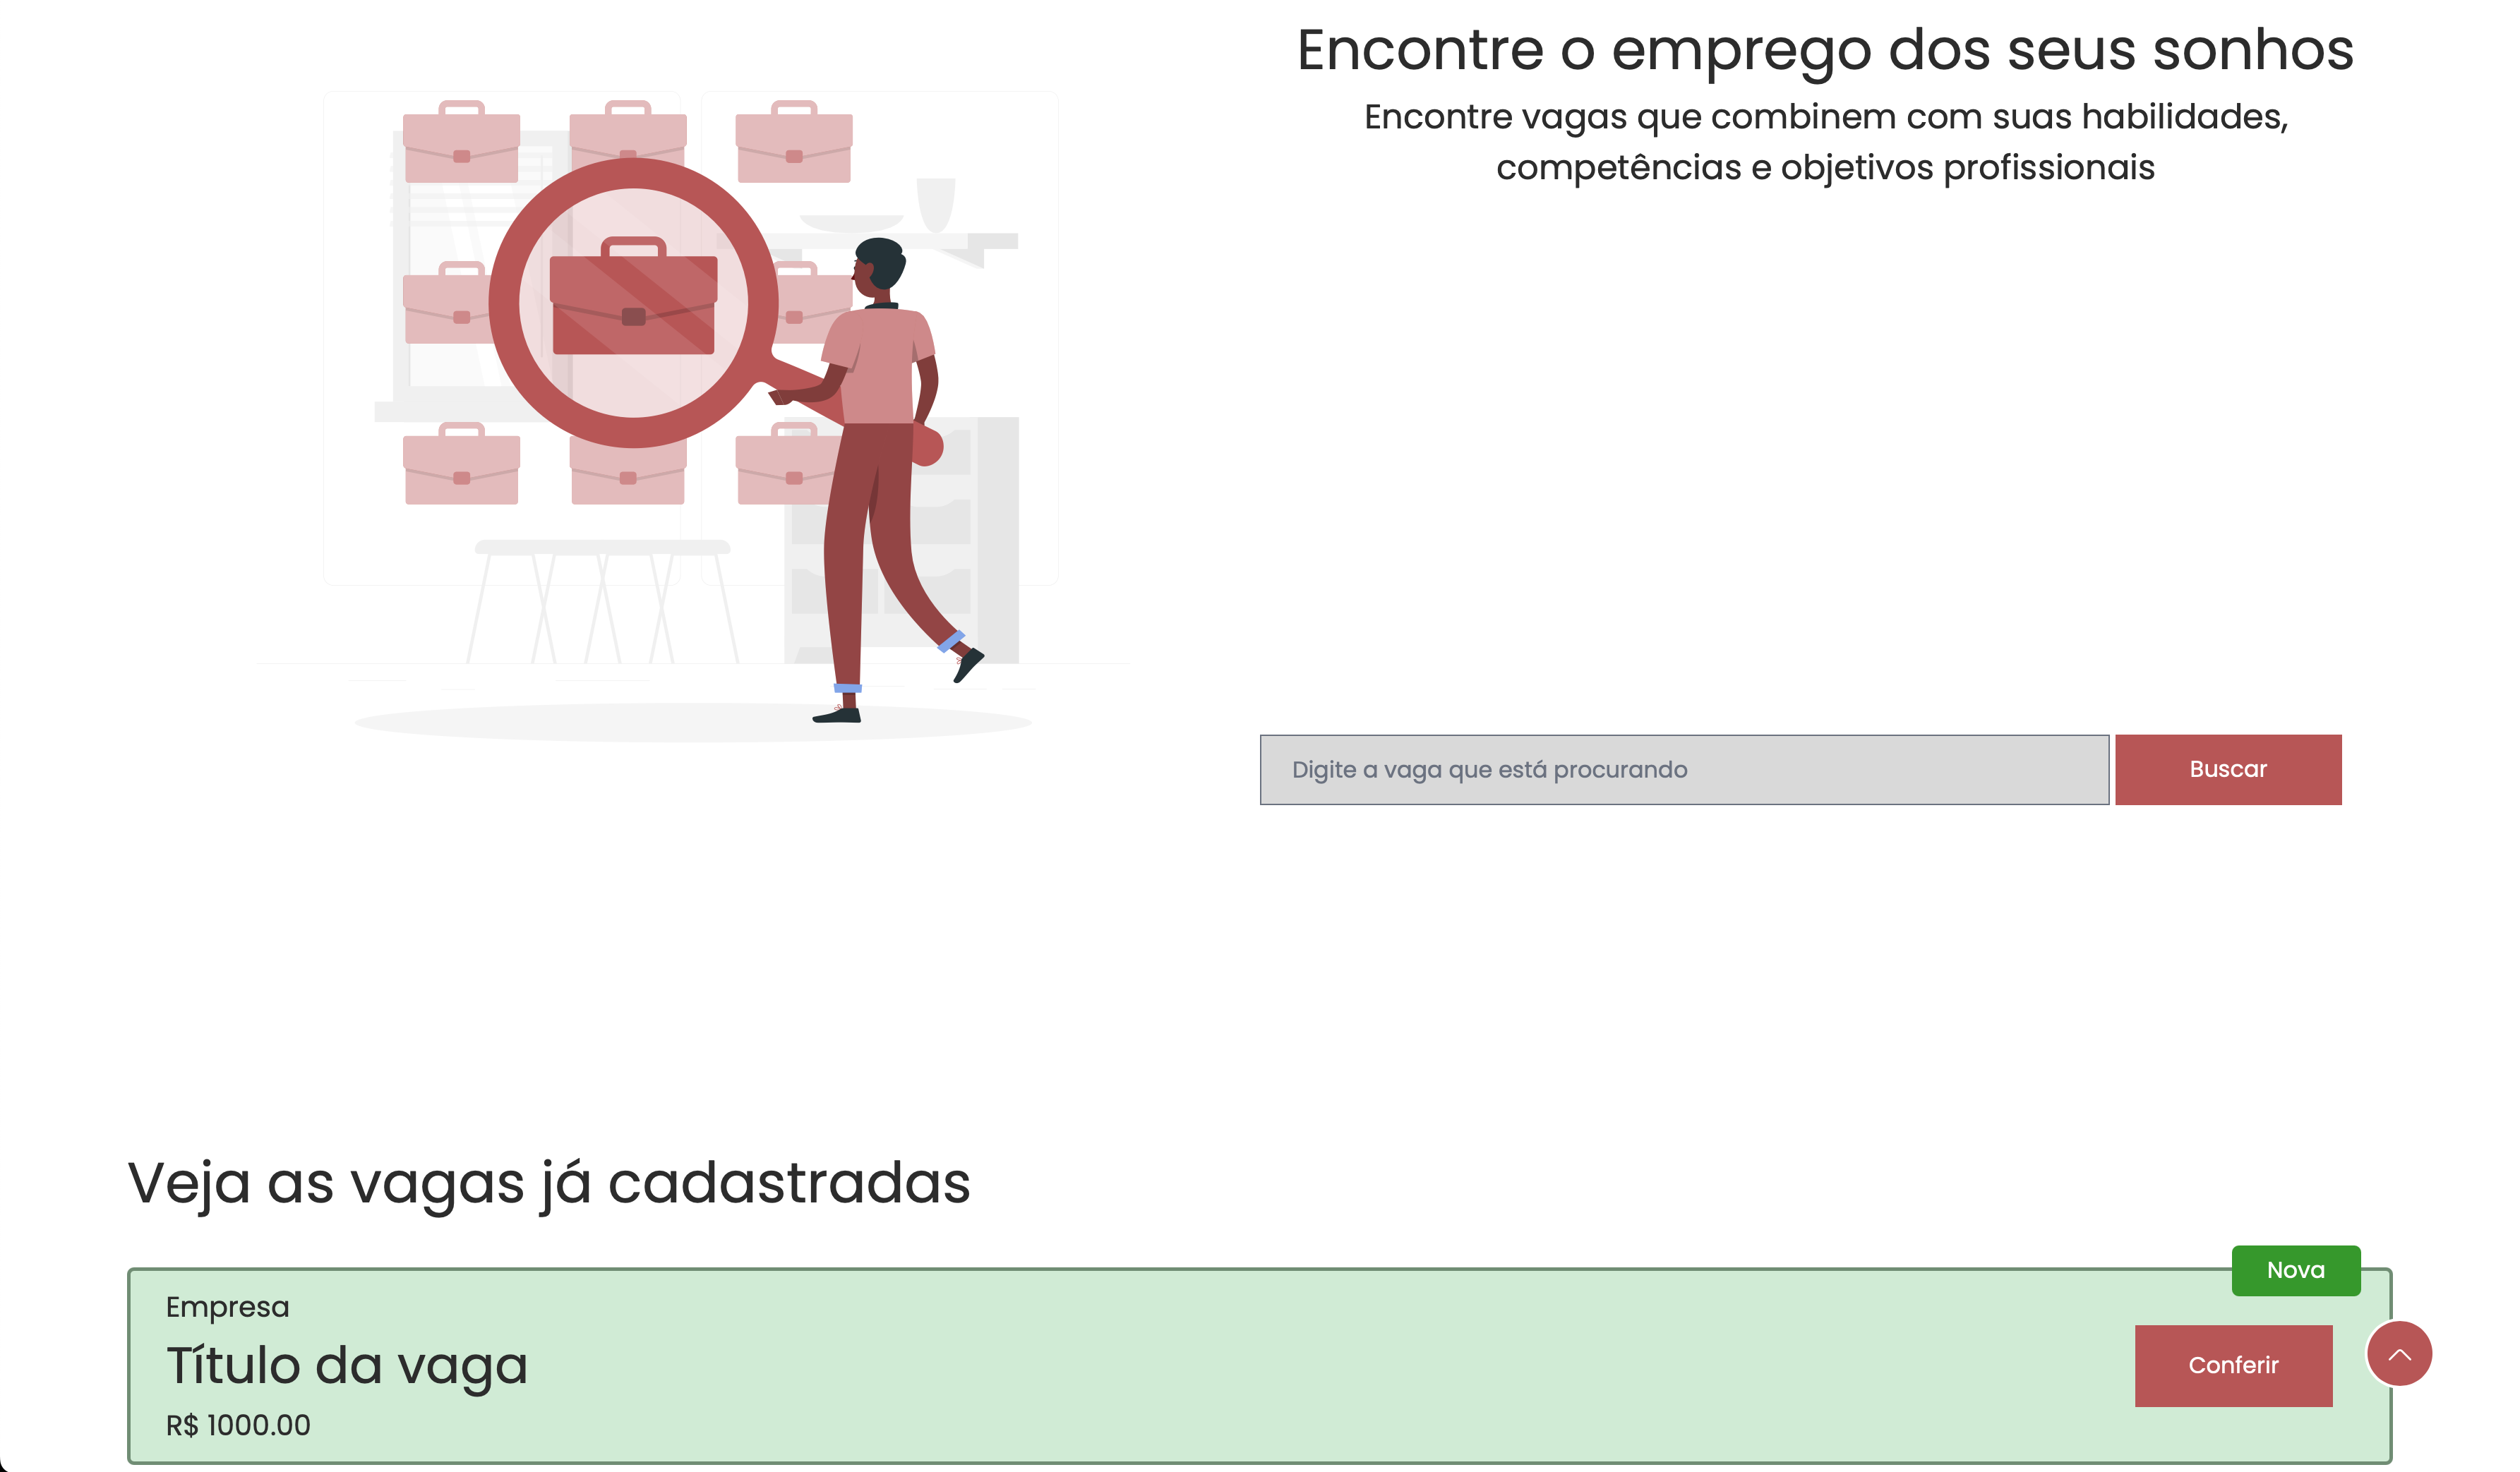 Encontre o emprego dos seus sonhos
Encontre vagas que combinem com suas habilidades,
competências e objetivos profissionais
Digite a vaga que está procurando
Buscar
Veja as vagas já cadastradas
Nova
Empresa
Título da vaga
R$ 1000.00
Conferir